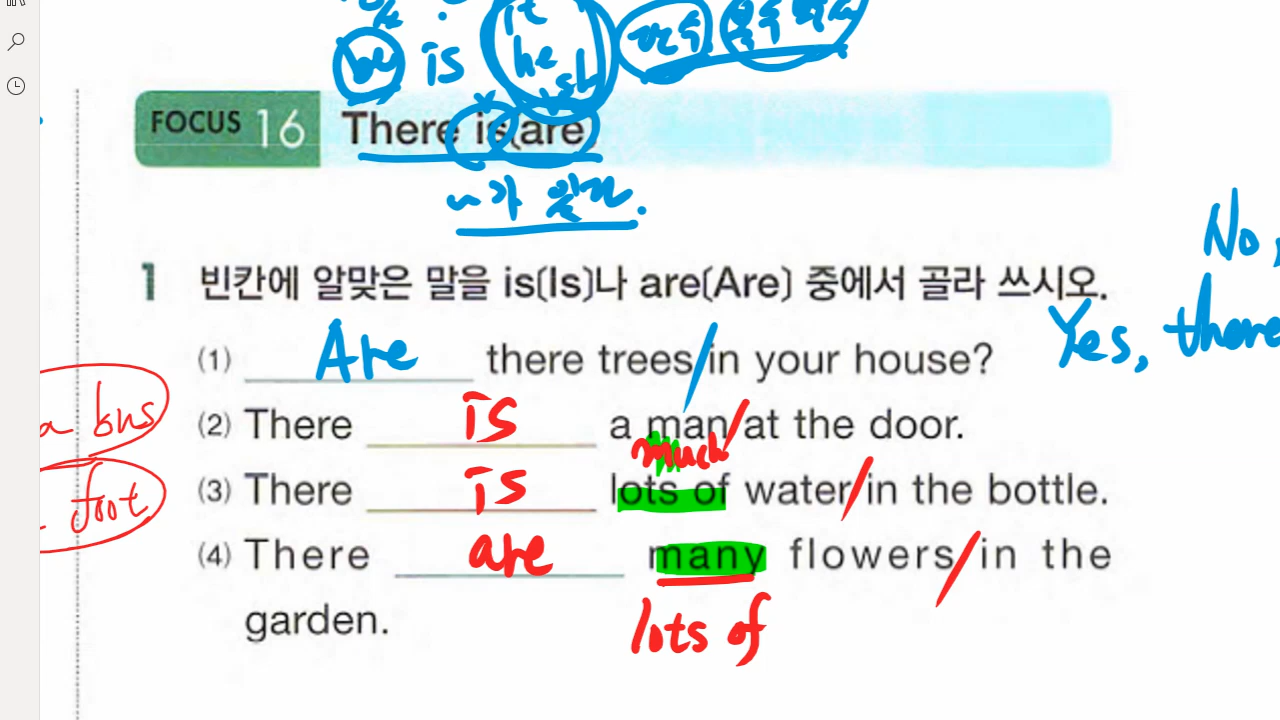 it
be is he 단수 복수
sh
FOCUS 16 There is(are)
~가 있다.
No,
1 빈칸에 알맞은 말을 is(Is)나 are(Are) 중에서 골라 쓰시오.
Yes, there
(1) Are there trees/in your house?
a bus
(2) There is a man/at the door.
much
(3) There is lots of water/in the bottle.
foot
(4) There are many flowers/in the
garden.
lots of